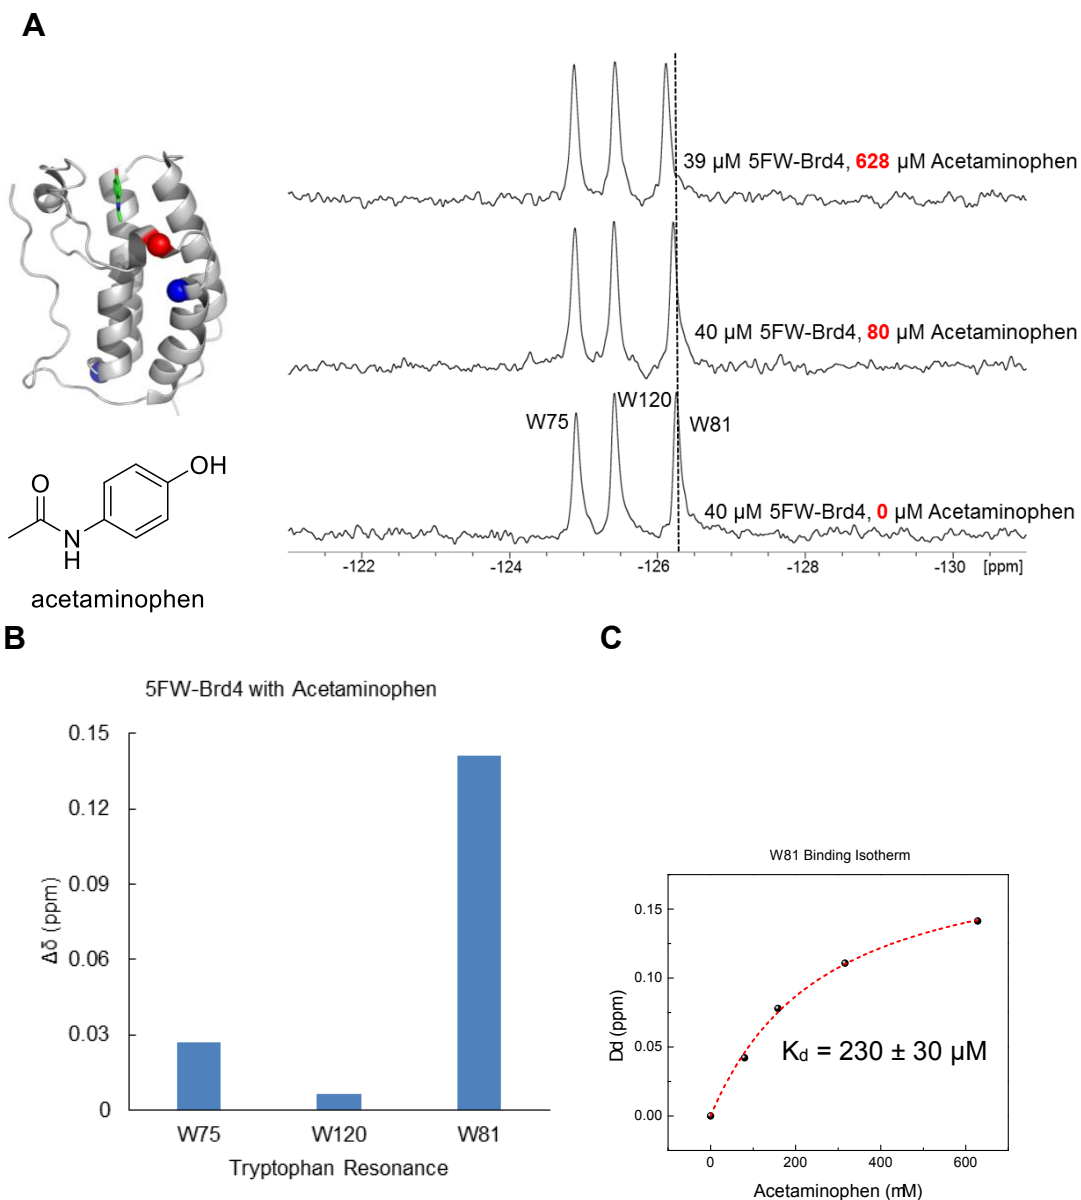 A
39 µM 5FW-Brd4, 628 µM Acetaminophen
40 µM 5FW-Brd4, 80 µM Acetaminophen
W120
W75
W81
40 µM 5FW-Brd4, 0 µM Acetaminophen
-122 -124 -126 -128 -130 [ppm]
O
OH
N
H
acetaminophen
B
5FW-Brd4 with Acetaminophen
Δδ (ppm)
0.15
0.12
0.09
0.06
0.03
0
W75 W120 W81
Tryptophan Resonance
C
W81 Binding Isotherm
Dd (ppm)
0.15
0.10
0.05
0.00
Kd = 230 ± 30 µM
0 200 400 600
Acetaminophen (mM)